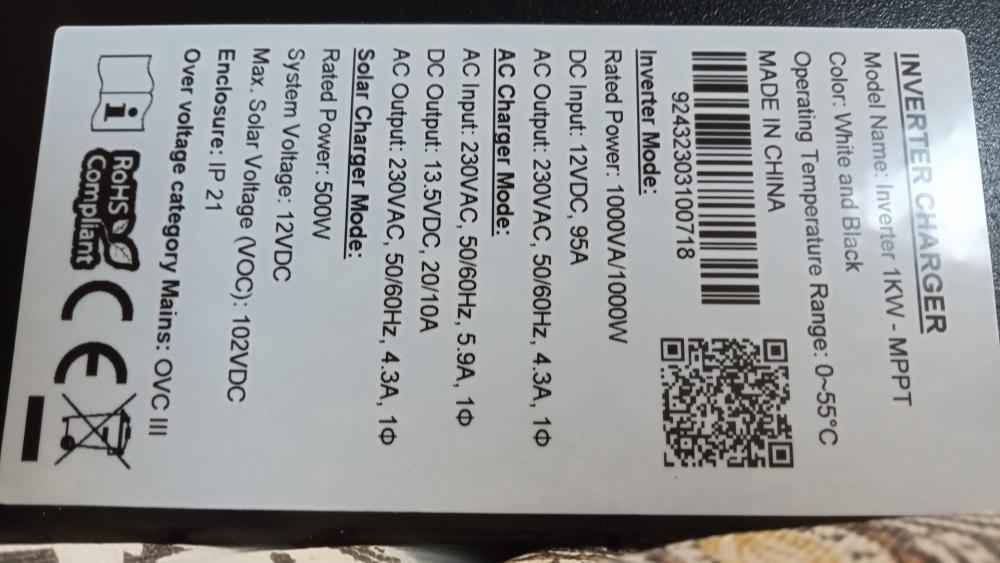 INVERTER CHARGER
Model Name: Inverter 1KW - MPPT
Color: White and Black
Operating Temperature Range: 0~55°C
MADE IN CHINA
92432303100718
Inverter Mode:
Rated Power: 1000VA/1000W
DC Input: 12VDC, 95A
AC Output: 230VAC, 50/60Hz, 4.3A, 1Φ
AC Charger Mode:
AC Input: 230VAC, 50/60Hz, 5.9A, 1Φ
DC Output: 13.5VDC, 20/10A
AC Output: 230VAC, 50/60Hz, 4.3A, 1Φ
Solar Charger Mode:
Rated Power: 500W
System Voltage: 12VDC
Max. Solar Voltage (VOC): 102VDC
Enclosure: IP 21
Over voltage category Mains: OVC III
i
RoHS
Compliant
CE